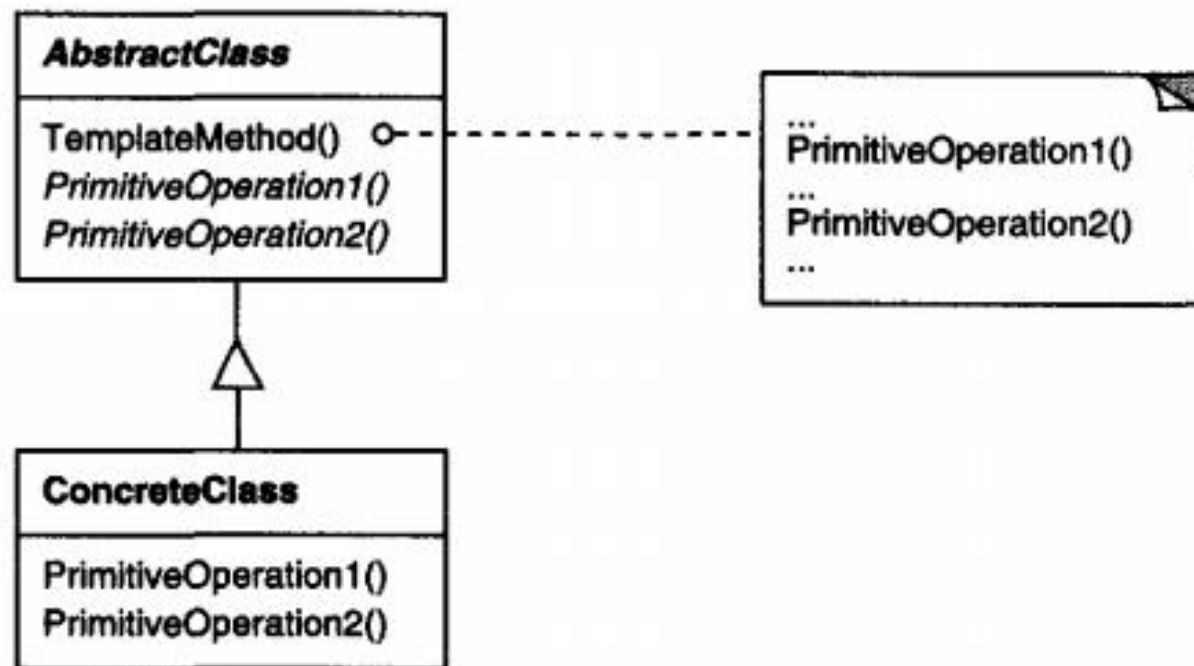 AbstractClass
TemplateMethod()
PrimitiveOperation1()
PrimitiveOperation2()
...
PrimitiveOperation1()
...
PrimitiveOperation2()
...
ConcreteClass
PrimitiveOperation1()
PrimitiveOperation2()